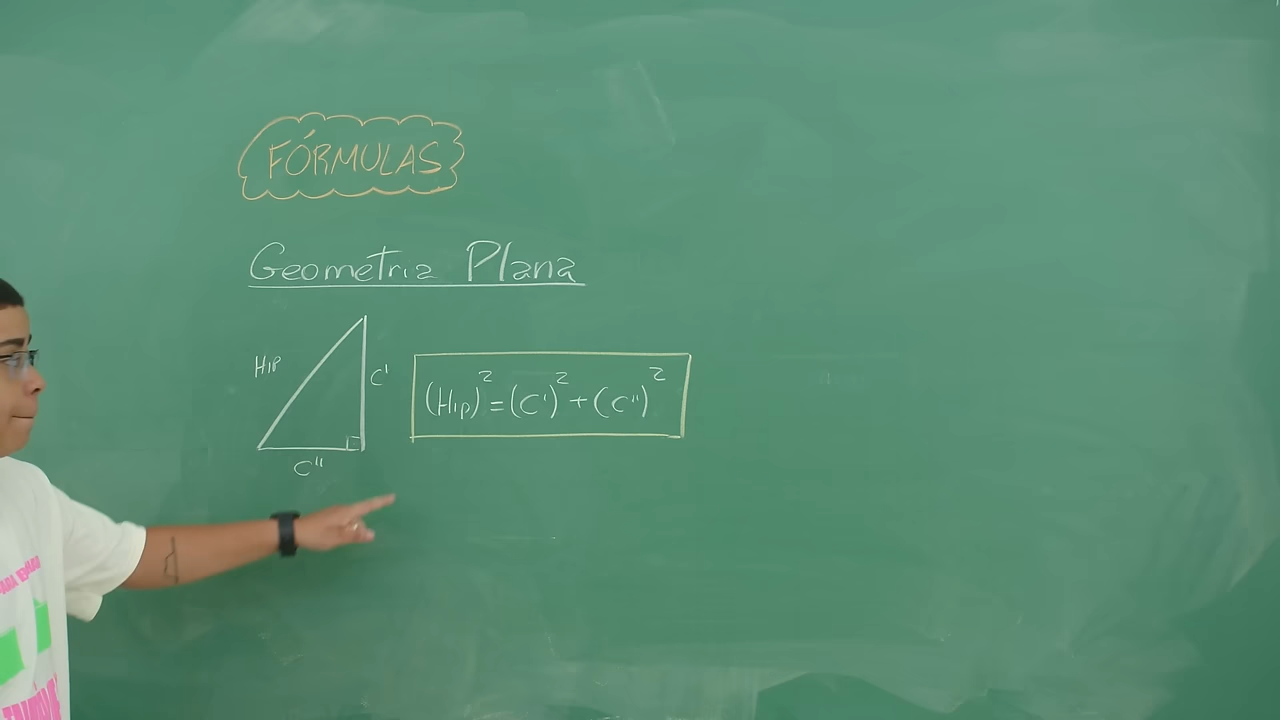 FÓRMULAS
Geometria Plana
Hip
C'
(Hip)² = (C')² + (C'')²
C''